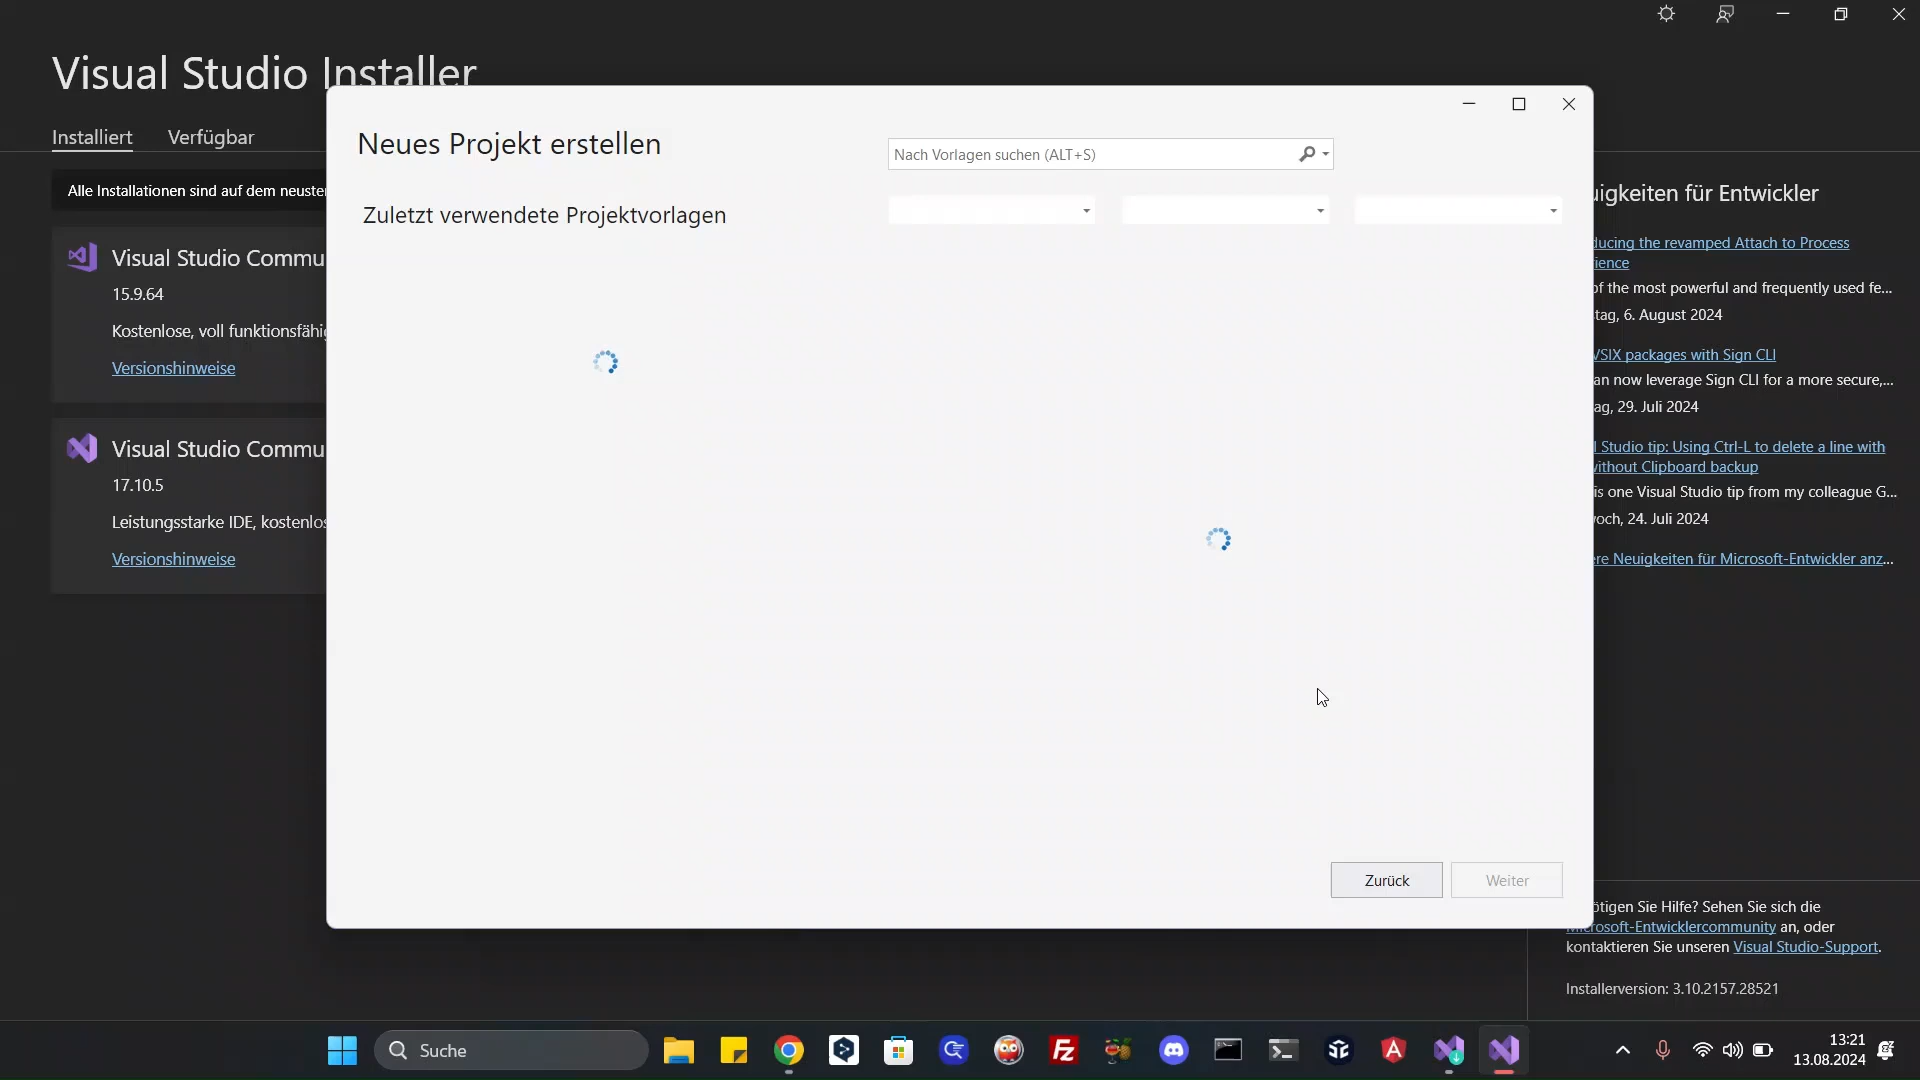 Visual Studio Installer
Installiert
Verfügbar
Alle Installationen sind auf dem neuste
Visual Studio Commu
15.9.64
Kostenlose, voll funktionsfähi
Versionshinweise
Visual Studio Commu
17.10.5
Leistungsstarke IDE, kostenlos
Versionshinweise
Neues Projekt erstellen
Nach Vorlagen suchen (ALT+S)
Zuletzt verwendete Projektvorlagen
Zurück
Weiter
uigkeiten für Entwickler
ducing the revamped Attach to Process
ience
of the most powerful and frequently used fe...
tag, 6. August 2024
VSIX packages with Sign CLI
an now leverage Sign CLI for a more secure,...
ag, 29. Juli 2024
l Studio tip: Using Ctrl-L to delete a line with
ithout Clipboard backup
is one Visual Studio tip from my colleague G...
och, 24. Juli 2024
re Neuigkeiten für Microsoft-Entwickler anz...
ötigen Sie Hilfe? Sehen Sie sich die
Microsoft-Entwicklercommunity an, oder
kontaktieren Sie unseren Visual Studio-Support.
Installerversion: 3.10.2157.28521
Suche
13:21
13.08.2024